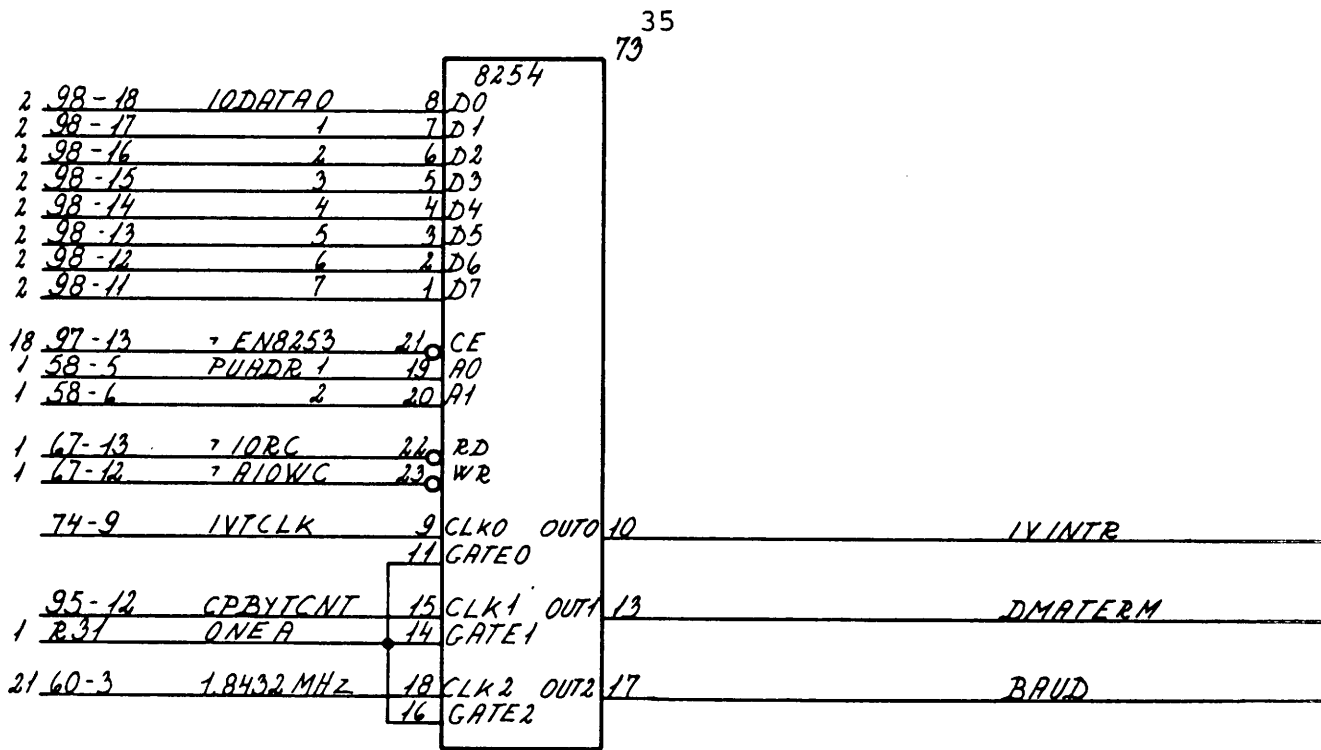 35
73
8254
2 98-18 IODATA0 8 D0
2 98-17 1 7 D1
2 98-16 2 6 D2
2 98-15 3 5 D3
2 98-14 4 4 D4
2 98-13 5 3 D5
2 98-12 6 2 D6
2 98-11 7 1 D7
18 97-13 ¬ EN8253 21 CE
1 58-5 PUADR 1 19 A0
1 58-6 2 20 A1
1 67-13 ¬ IORC 22 RD
1 67-12 ¬ AIOWC 23 WR
74-9 IVTCLK 9 CLK0 OUT0 10 IVINTR
11 GATE0
95-12 CPBYTCNT 15 CLK1 OUT1 13 DMATERM
1 R31 ONEA 14 GATE1
21 60-3 1.8432 MHz 18 CLK2 OUT2 17 BAUD
16 GATE2